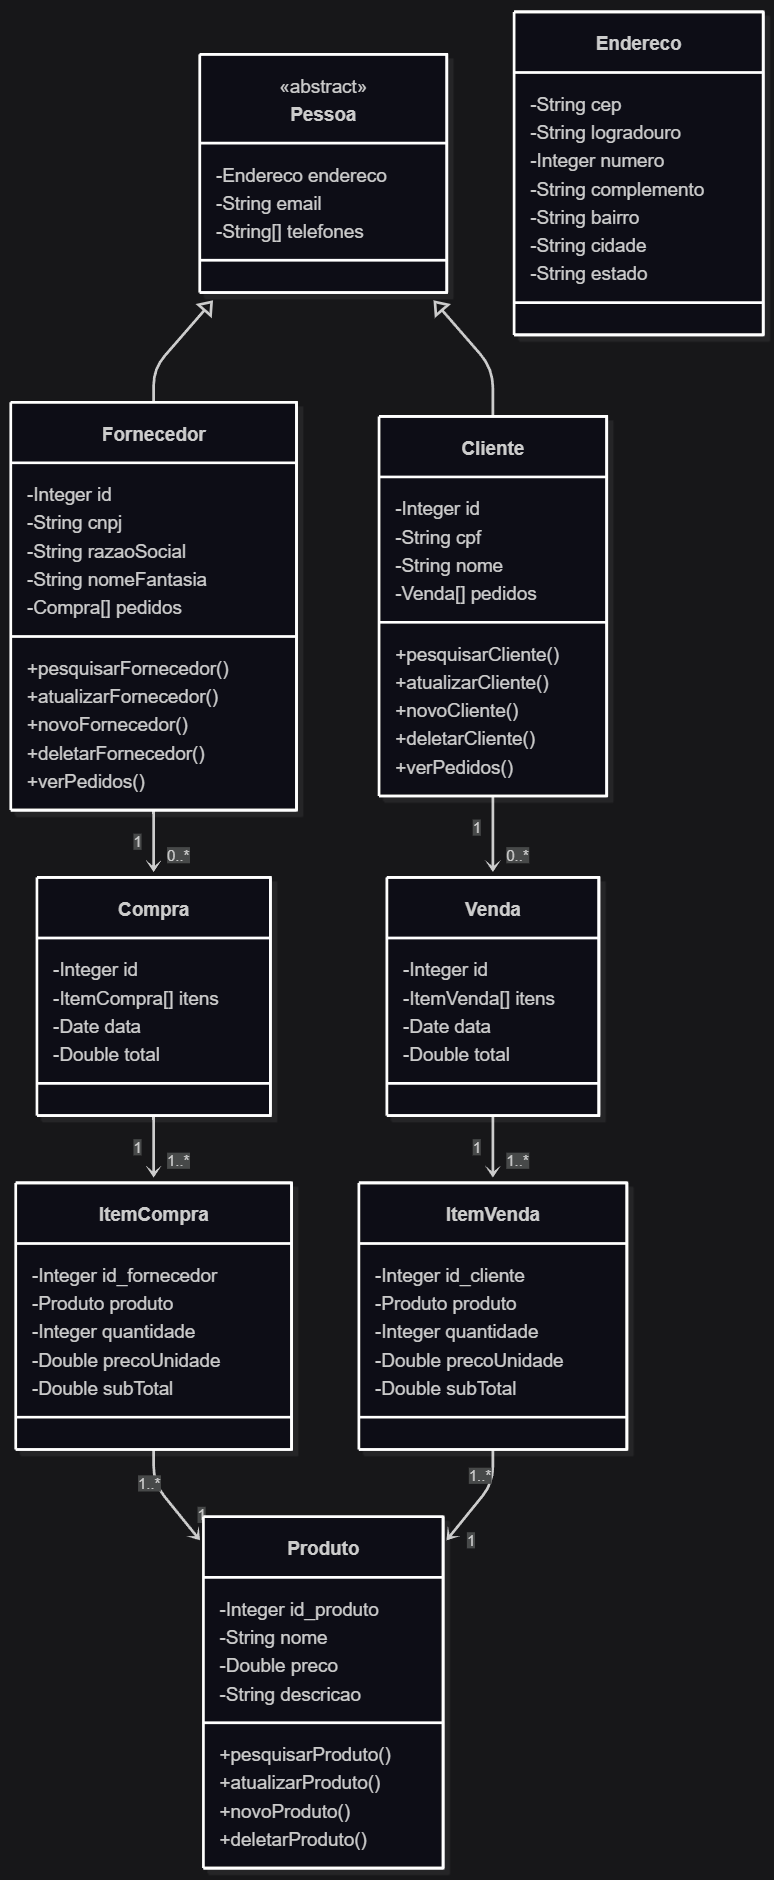 «abstract»
Pessoa
-Endereco endereco
-String email
-String[] telefones
Endereco
-String cep
-String logradouro
-Integer numero
-String complemento
-String bairro
-String cidade
-String estado
Fornecedor
-Integer id
-String cnpj
-String razaoSocial
-String nomeFantasia
-Compra[] pedidos
+pesquisarFornecedor()
+atualizarFornecedor()
+novoFornecedor()
+deletarFornecedor()
+verPedidos()
Cliente
-Integer id
-String cpf
-String nome
-Venda[] pedidos
+pesquisarCliente()
+atualizarCliente()
+novoCliente()
+deletarCliente()
+verPedidos()
1
0..*
1
0..*
Compra
-Integer id
-ItemCompra[] itens
-Date data
-Double total
Venda
-Integer id
-ItemVenda[] itens
-Date data
-Double total
1
1..*
1
1..*
ItemCompra
-Integer id_fornecedor
-Produto produto
-Integer quantidade
-Double precoUnidade
-Double subTotal
ItemVenda
-Integer id_cliente
-Produto produto
-Integer quantidade
-Double precoUnidade
-Double subTotal
1..*
1
1..*
1
Produto
-Integer id_produto
-String nome
-Double preco
-String descricao
+pesquisarProduto()
+atualizarProduto()
+novoProduto()
+deletarProduto()